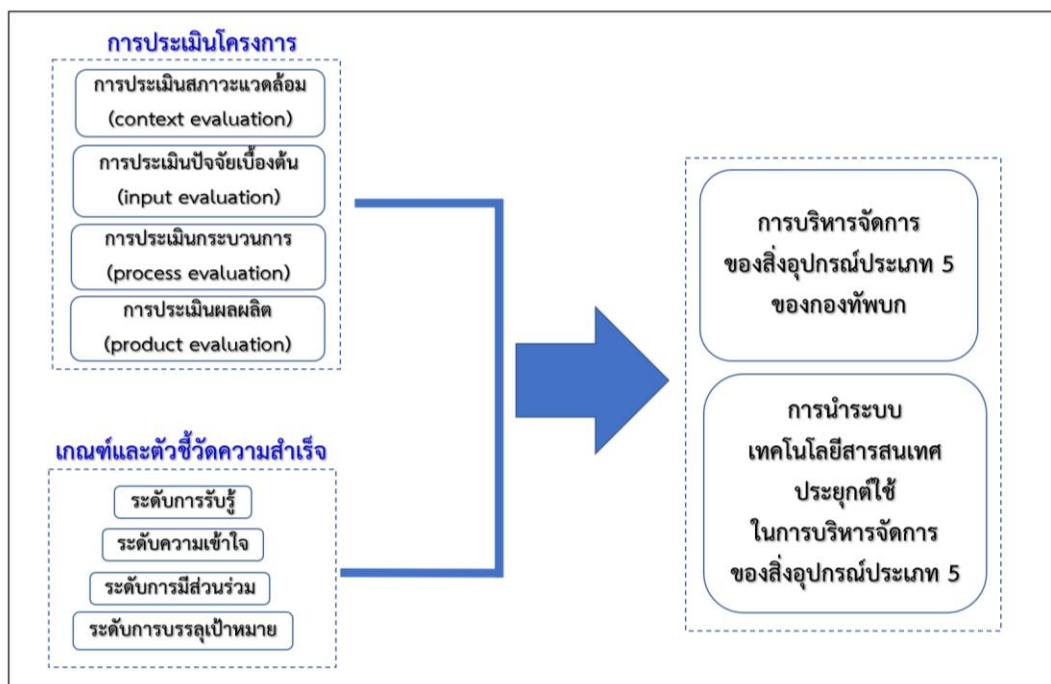 การประเมินโครงการ
การประเมินสภาวะแวดล้อม
(context evaluation)
การประเมินปัจจัยเบื้องต้น
(input evaluation)
การประเมินกระบวนการ
(process evaluation)
การประเมินผลผลิต
(product evaluation)
เกณฑ์และตัวชี้วัดความสำเร็จ
ระดับการรับรู้
ระดับความเข้าใจ
ระดับการมีส่วนร่วม
ระดับการบรรลุเป้าหมาย
การบริหารจัดการ
ของสิ่งอุปกรณ์ประเภท 5
ของกองทัพบก
การนำระบบ
เทคโนโลยีสารสนเทศ
ประยุกต์ใช้
ในการบริหารจัดการ
ของสิ่งอุปกรณ์ประเภท 5